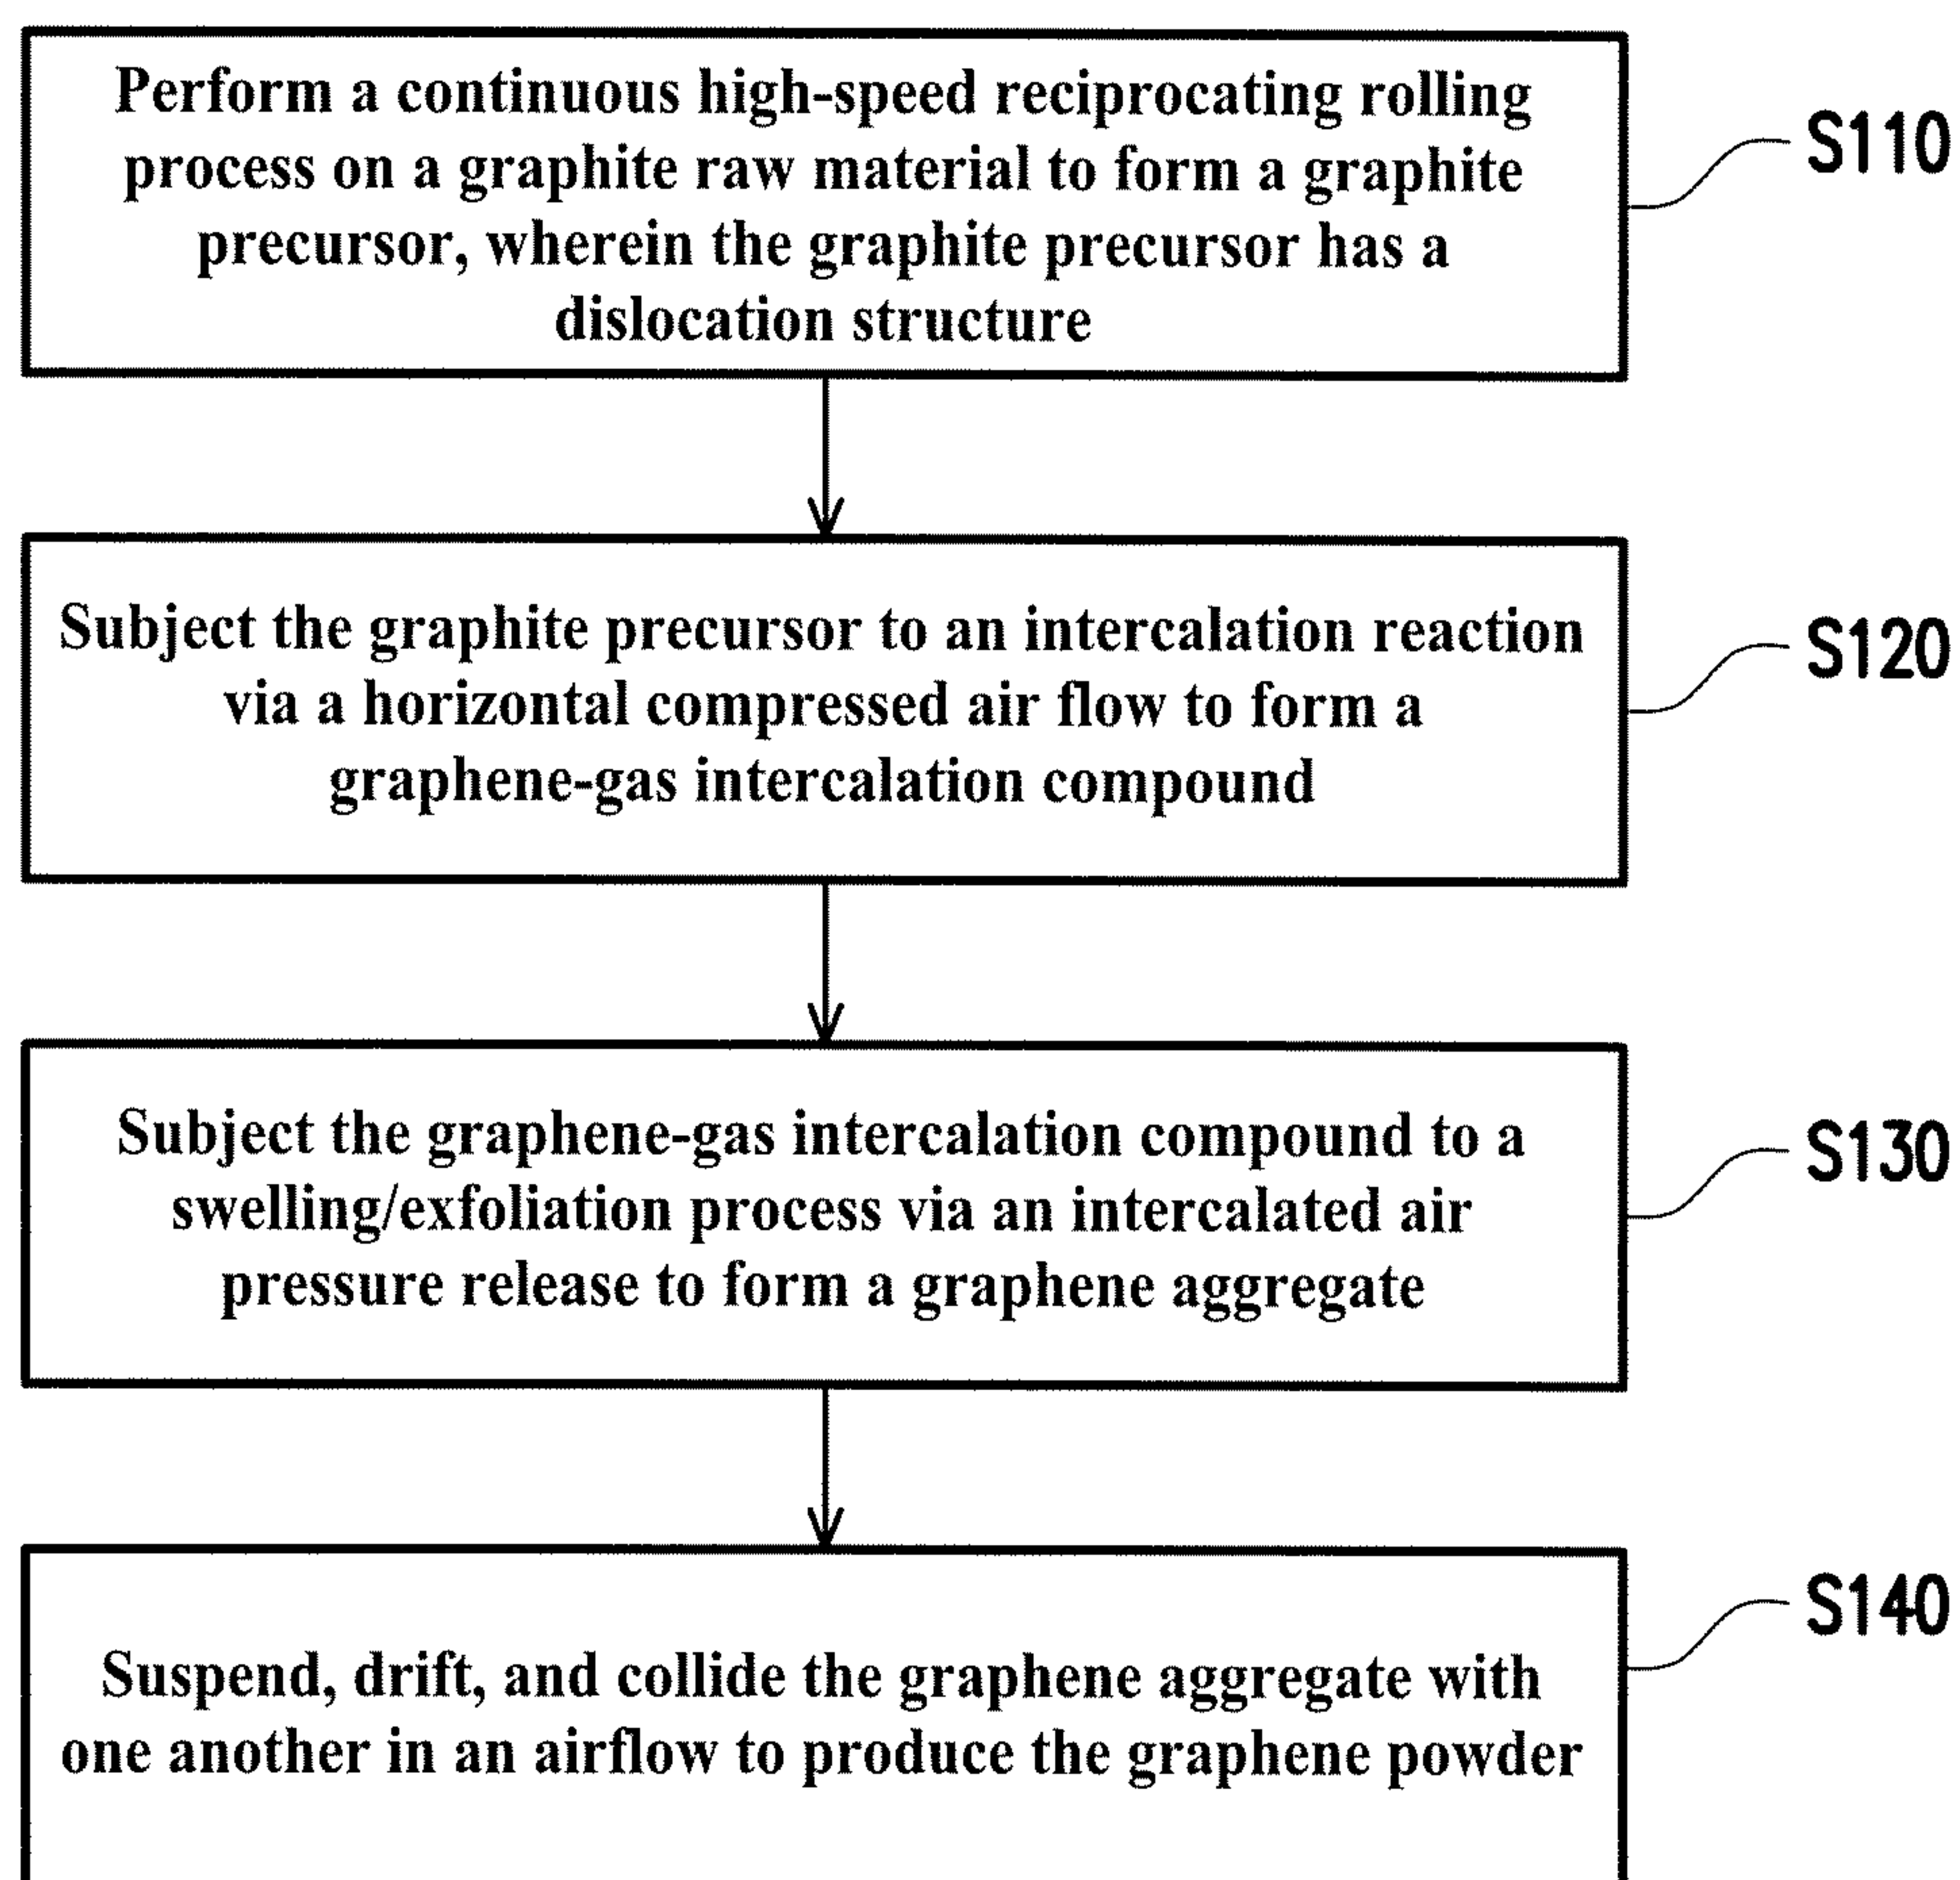 Perform a continuous high-speed reciprocating rolling
process on a graphite raw material to form a graphite
precursor, wherein the graphite precursor has a
dislocation structure
S110
Subject the graphite precursor to an intercalation reaction
via a horizontal compressed air flow to form a
graphene-gas intercalation compound
S120
Subject the graphene-gas intercalation compound to a
swelling/exfoliation process via an intercalated air
pressure release to form a graphene aggregate
S130
Suspend, drift, and collide the graphene aggregate with
one another in an airflow to produce the graphene powder
S140